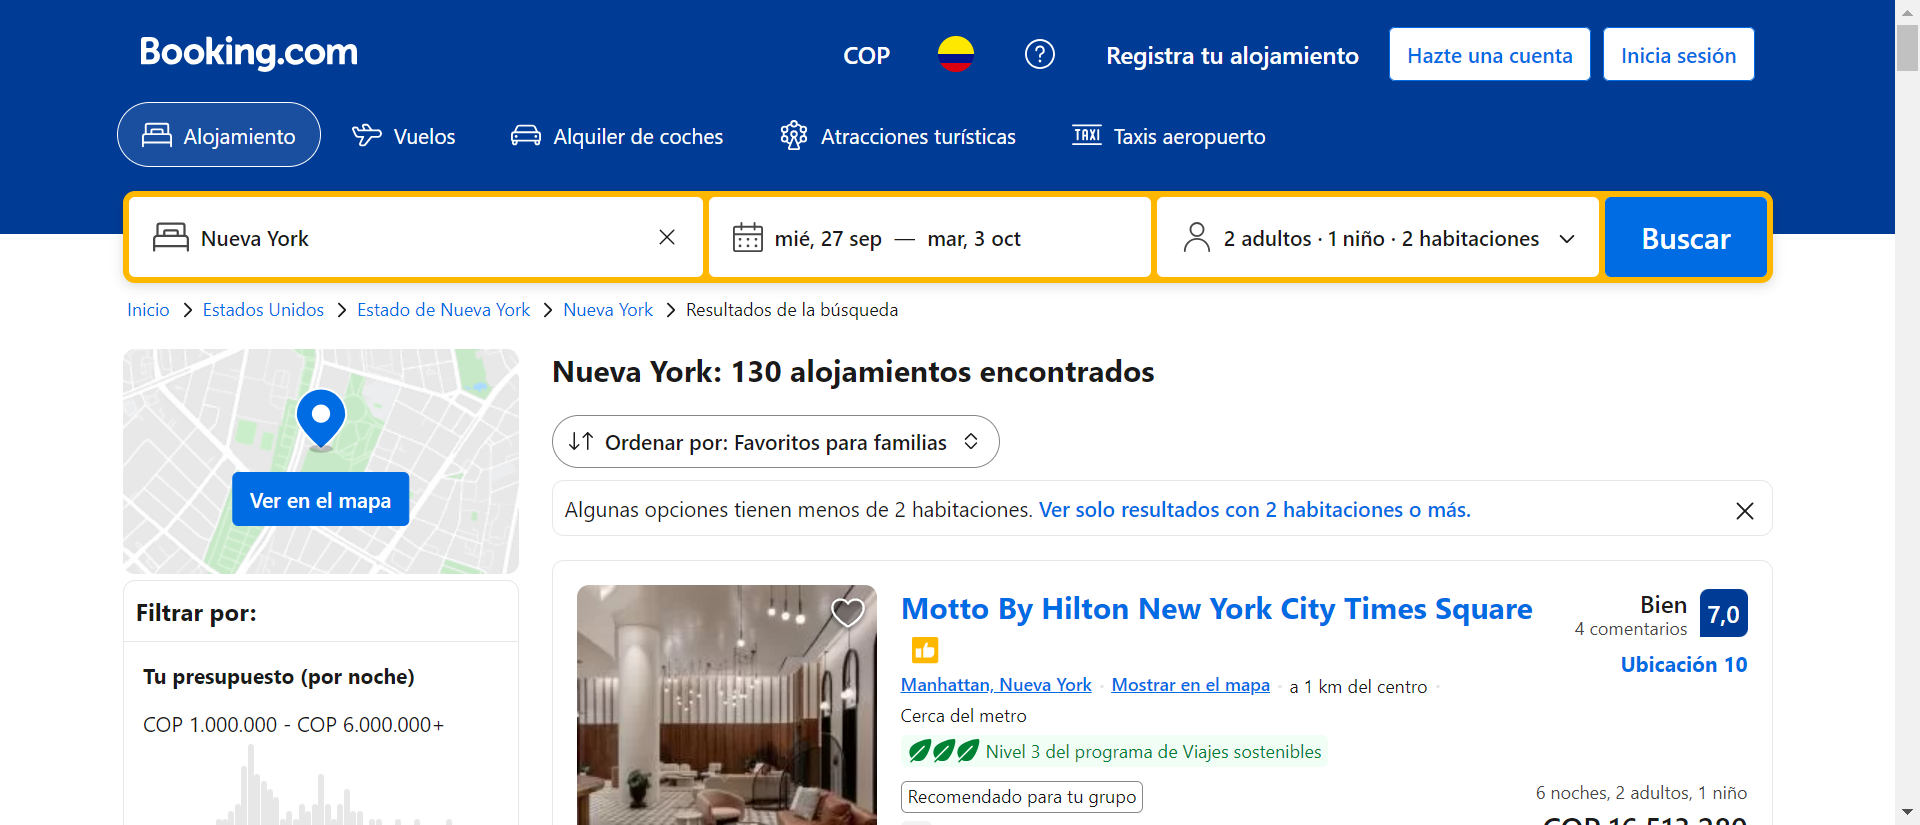 Booking.com
COP
?
Registra tu alojamiento
Hazte una cuenta
Inicia sesión
Alojamiento
Vuelos
Alquiler de coches
Atracciones turísticas
TAXI Taxis aeropuerto
Nueva York
mié, 27 sep — mar, 3 oct
2 adultos · 1 niño · 2 habitaciones
Buscar
Inicio
Estados Unidos
Estado de Nueva York
Nueva York
Resultados de la búsqueda
Ver en el mapa
Filtrar por:
Tu presupuesto (por noche)
COP 1.000.000 - COP 6.000.000+
Nueva York: 130 alojamientos encontrados
Ordenar por: Favoritos para familias
Algunas opciones tienen menos de 2 habitaciones. Ver solo resultados con 2 habitaciones o más.
Motto By Hilton New York City Times Square
Bien
4 comentarios
7,0
Ubicación 10
Manhattan, Nueva York
Mostrar en el mapa
a 1 km del centro
Cerca del metro
Nivel 3 del programa de Viajes sostenibles
Recomendado para tu grupo
6 noches, 2 adultos, 1 niño